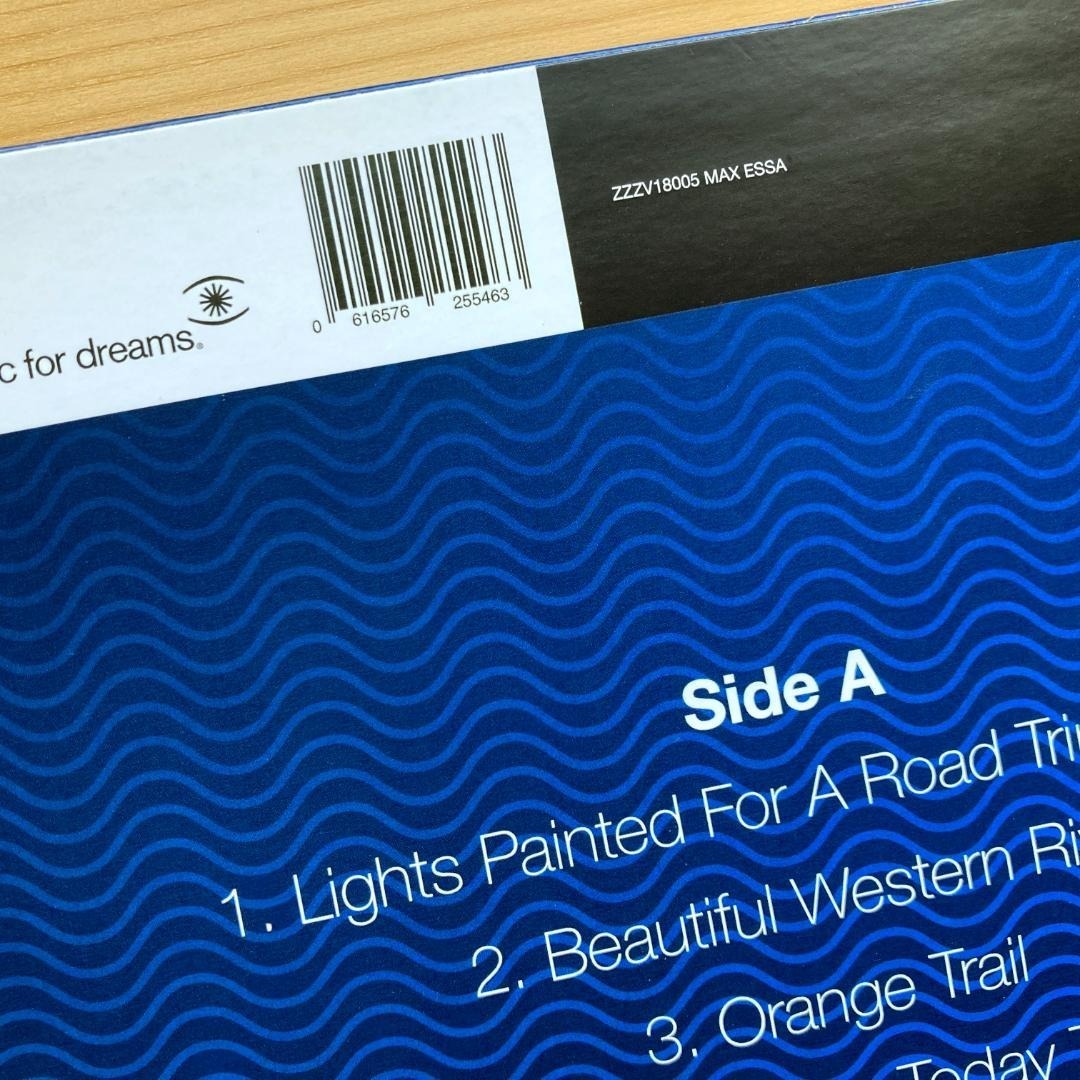 ZZZV18005 MAX ESSA
0 616576 255463
c for dreams.
Side A
1. Lights Painted For A Road
2. Beautiful Western
3. Orange Trail
Today